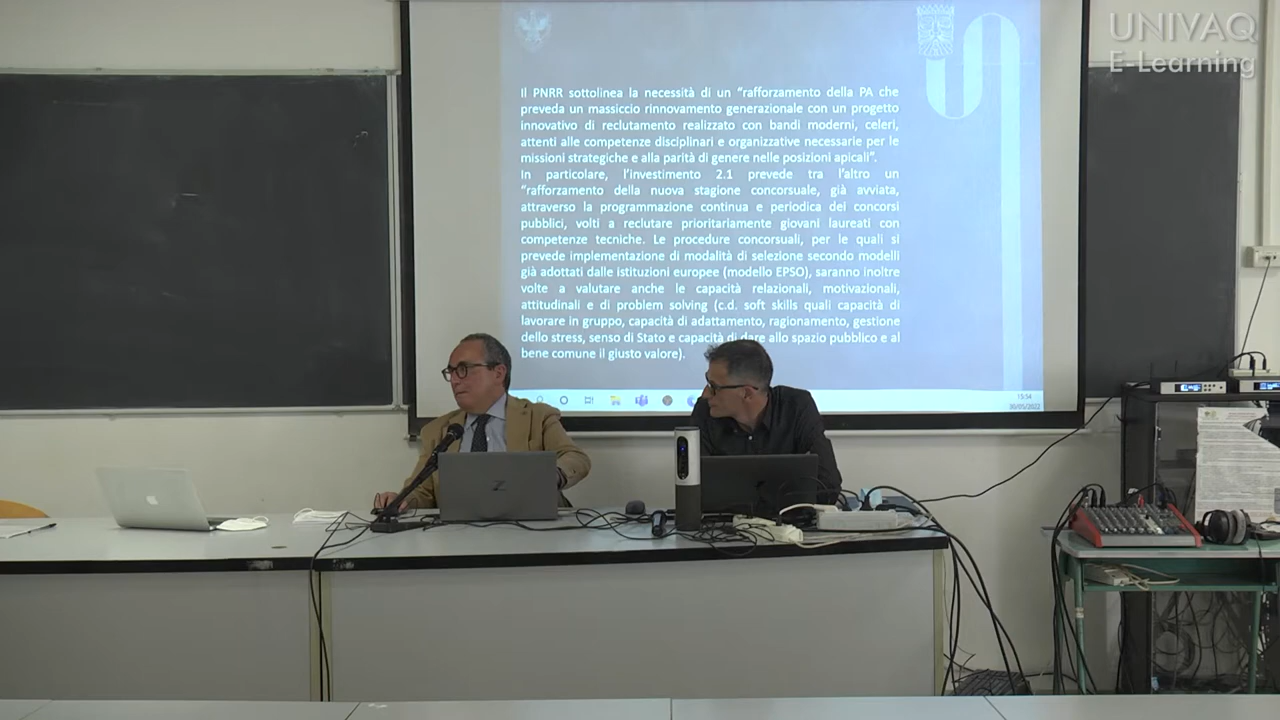 UNIVAQ
E-Learning
Il PNRR sottolinea la necessità di un “rafforzamento della PA che
preveda un massiccio rinnovamento generazionale con un progetto
innovativo di reclutamento realizzato con bandi moderni, celeri,
attenti alle competenze disciplinari e organizzative necessarie per le
missioni strategiche e alla parità di genere nelle posizioni apicali”.
In particolare, l’investimento 2.1 prevede tra l’altro un
“rafforzamento della nuova stagione concorsuale, già avviata,
attraverso la programmazione continua e periodica dei concorsi
pubblici, volti a reclutare prioritariamente giovani laureati con
competenze tecniche. Le procedure concorsuali, per le quali si
prevede implementazione di modalità di selezione secondo modelli
già adottati dalle istituzioni europee (modello EPSO), saranno inoltre
volte a valutare anche le capacità relazionali, motivazionali,
attitudinali e di problem solving (c.d. soft skills quali capacità di
lavorare in gruppo, capacità di adattamento, ragionamento, gestione
dello stress, senso di Stato e capacità di dare allo spazio pubblico e al
bene comune il giusto valore).
15:54
30/05/2022